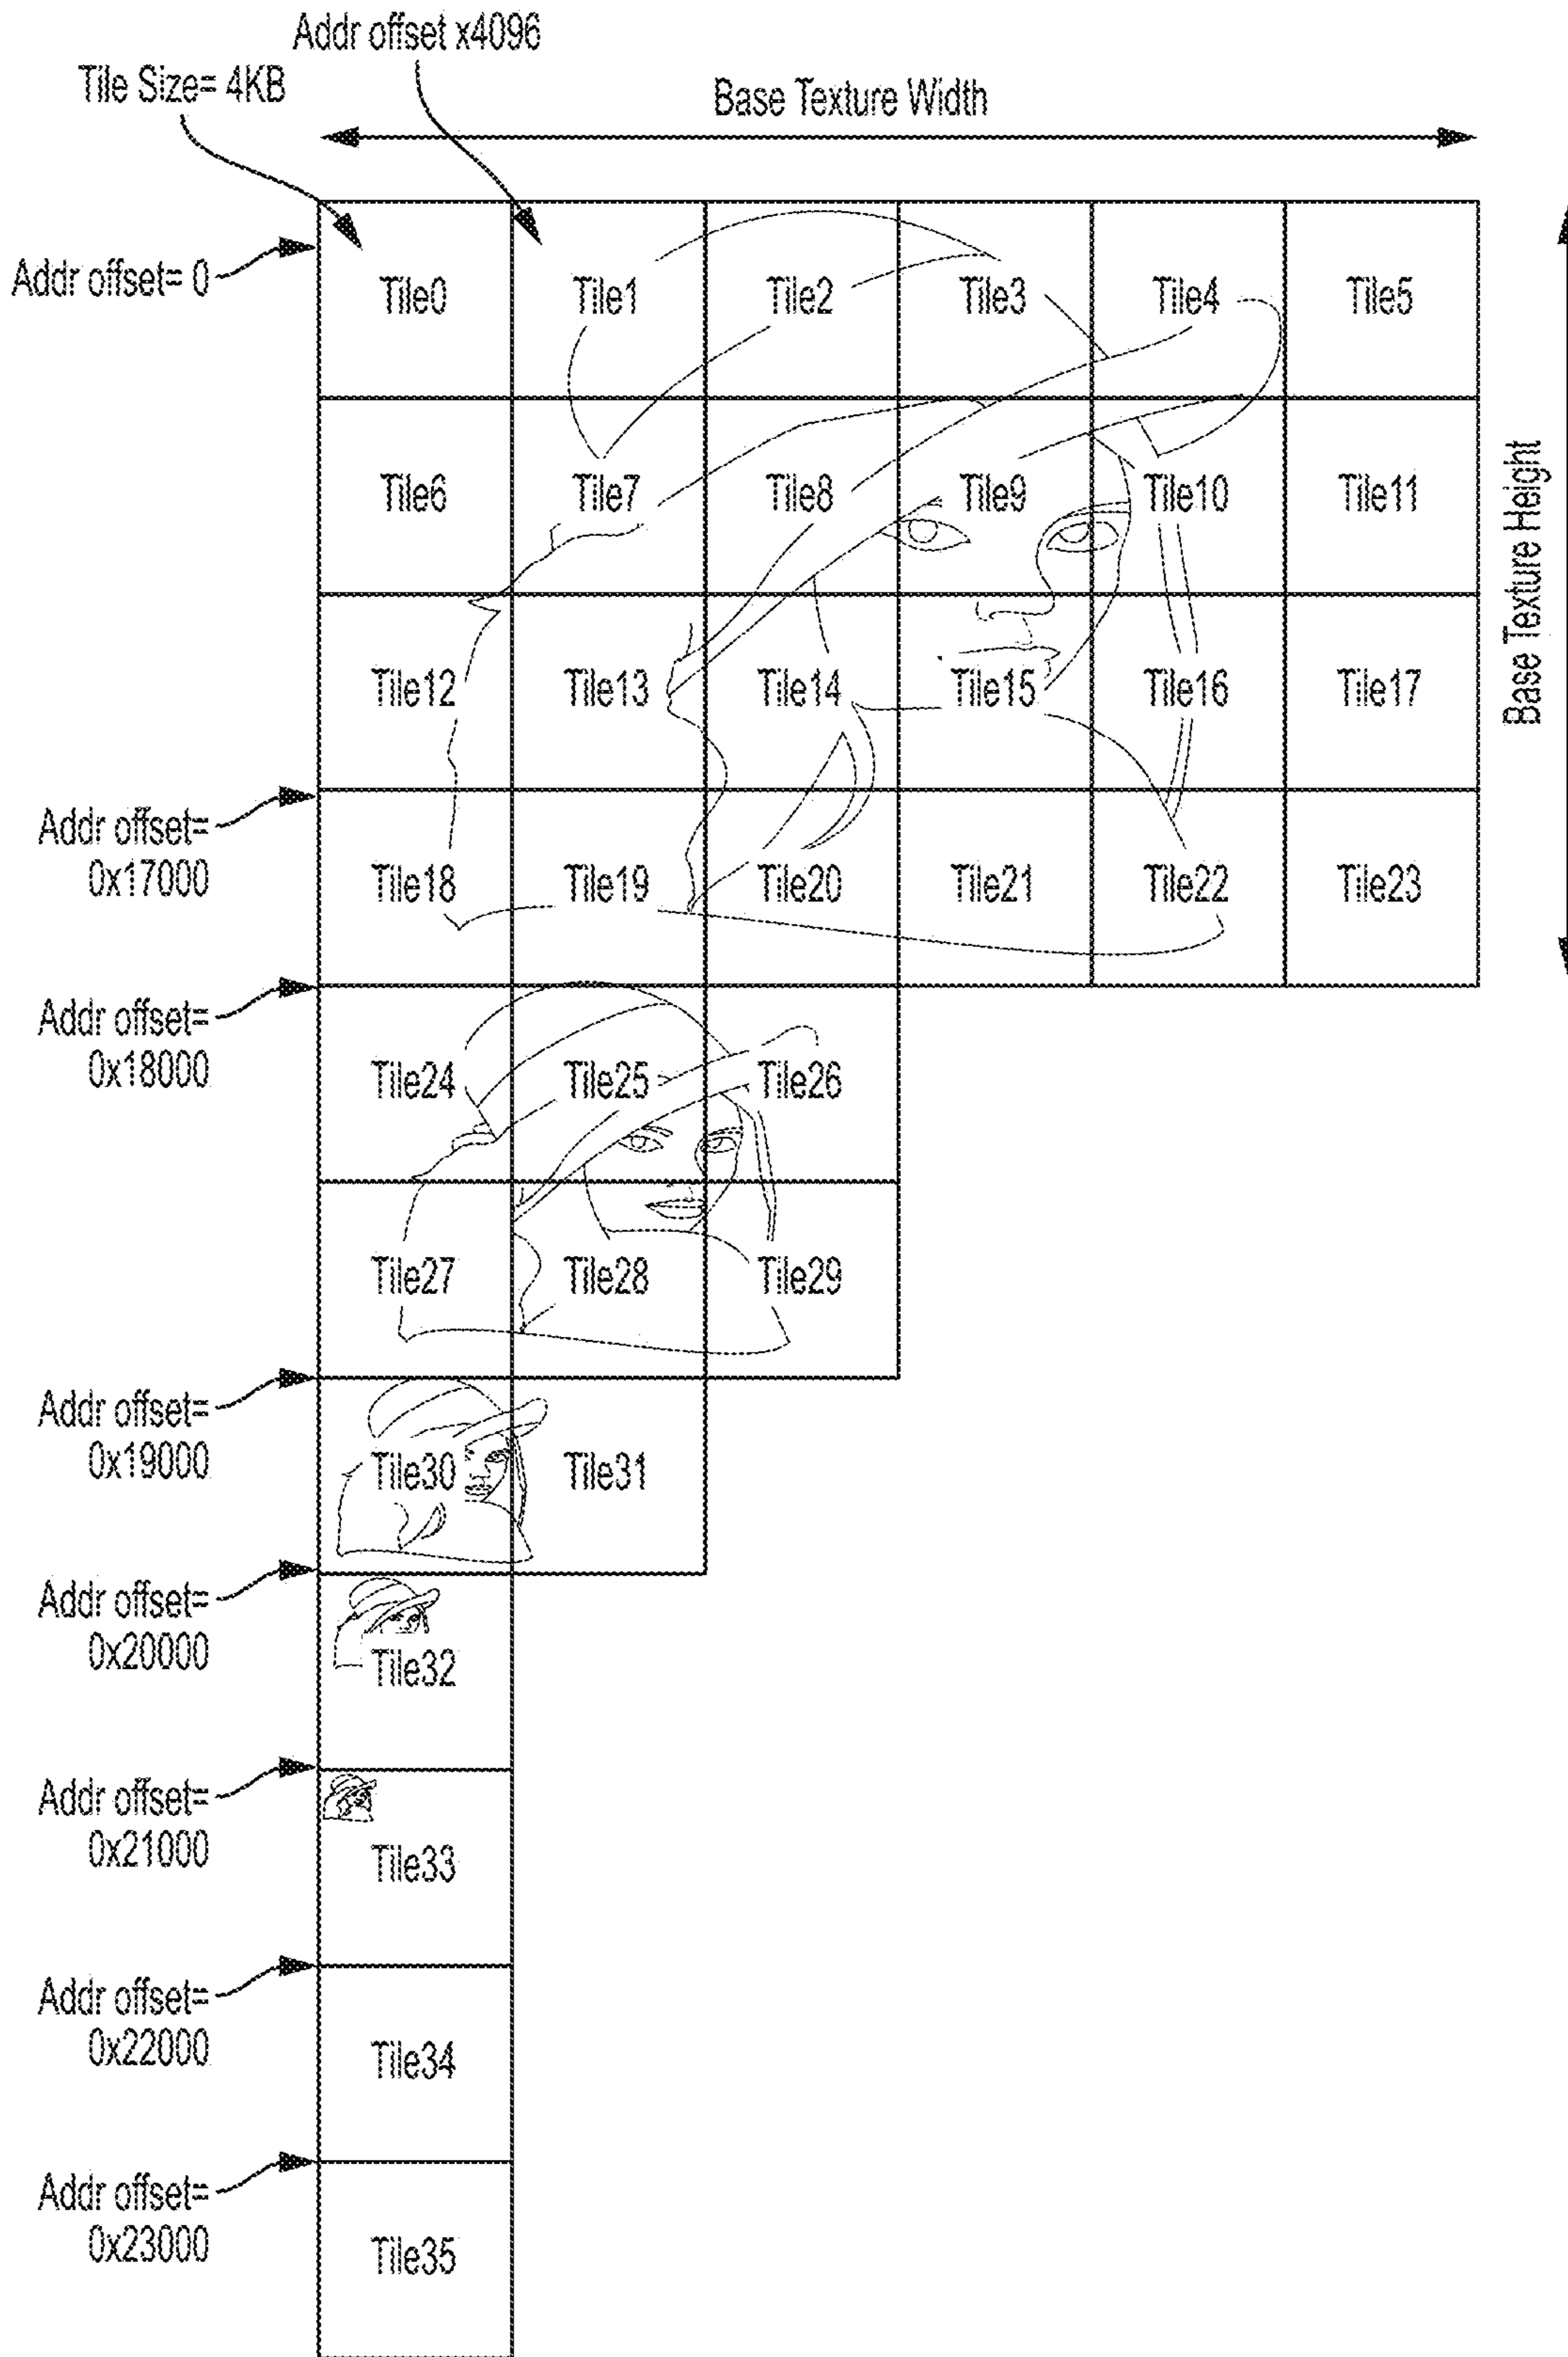 Addr offset x4096
Tile Size= 4KB
Base Texture Width
Addr offset= 0
Tile0
Tile1
Tile2
Tile3
Tile4
Tile5
Tile6
Tile7
Tile8
Tile9
Tile10
Tile11
Base Texture Height
Tile12
Tile13
Tile14
Tile15
Tile16
Tile17
Addr offset=
0x17000
Tile18
Tile19
Tile20
Tile21
Tile22
Tile23
Addr offset=
0x18000
Tile24
Tile25
Tile26
Tile27
Tile28
Tile29
Addr offset=
0x19000
Tile30
Tile31
Addr offset=
0x20000
Tile32
Addr offset=
0x21000
Tile33
Addr offset=
0x22000
Tile34
Addr offset=
0x23000
Tile35